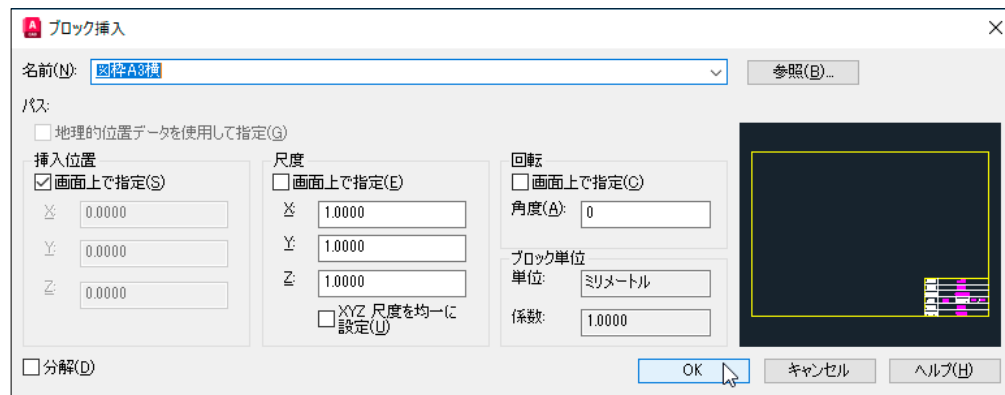 ブロック挿入
名前(N): 図枠A3横 参照(B)...
パス:
地理的位置データを使用して指定(G)
挿入位置
画面上で指定(S)
X: 0.0000
Y: 0.0000
Z: 0.0000
尺度
画面上で指定(E)
X: 1.0000
Y: 1.0000
Z: 1.0000
XYZ 尺度を均一に
設定(U)
回転
画面上で指定(C)
角度(A): 0
ブロック単位
単位: ミリメートル
係数: 1.0000
分解(D)
OK キャンセル ヘルプ(H)